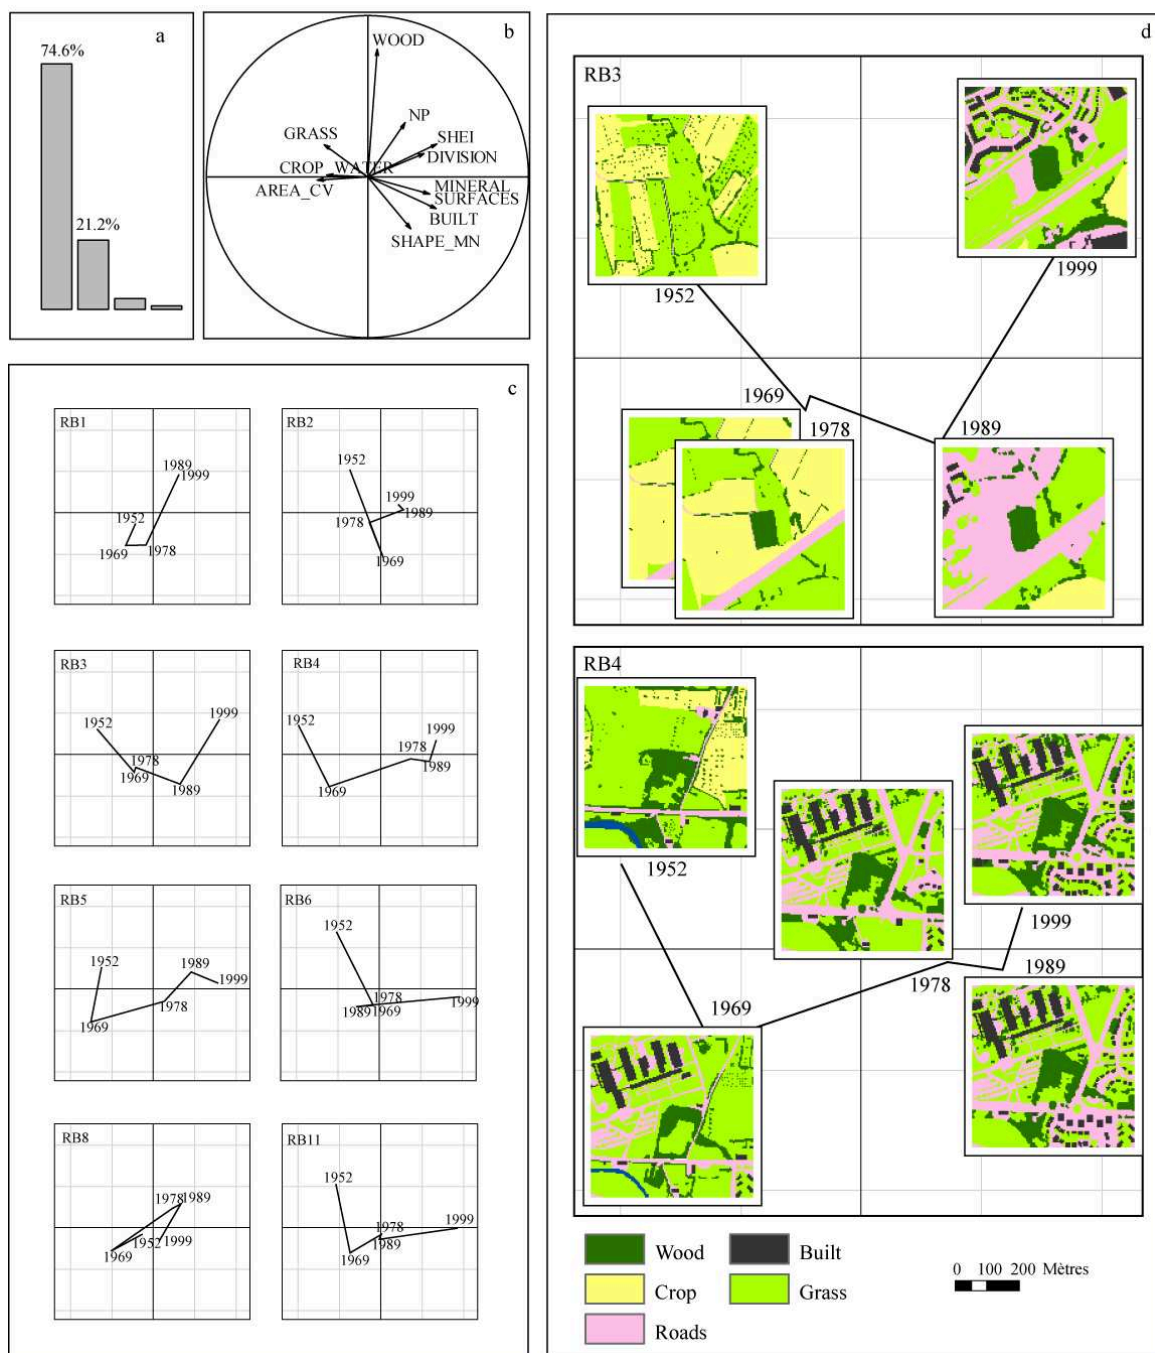 a
74.6%
21.2%
b
WOOD
NP
GRASS
SHEI
DIVISION
CROP
WATER
AREA_CV
MINERAL
SURFACES
BUILT
SHAPE_MN
c
RB1
1989
1999
1952
1969
1978
RB2
1952
1999
1978
1989
1969
RB3
1952
1999
1978
1969
1989
RB4
1952
1999
1978
1989
1969
RB5
1952
1989
1999
1978
1969
RB6
1952
1978
1989
1969
1999
RB8
1978
1989
1952
1999
1969
RB11
1952
1999
1978
1989
1969
d
RB3
1952
1999
1969
1978
1989
RB4
1952
1999
1989
1978
1969
Wood
Built
Crop
Grass
Roads
0 100 200 Mètres